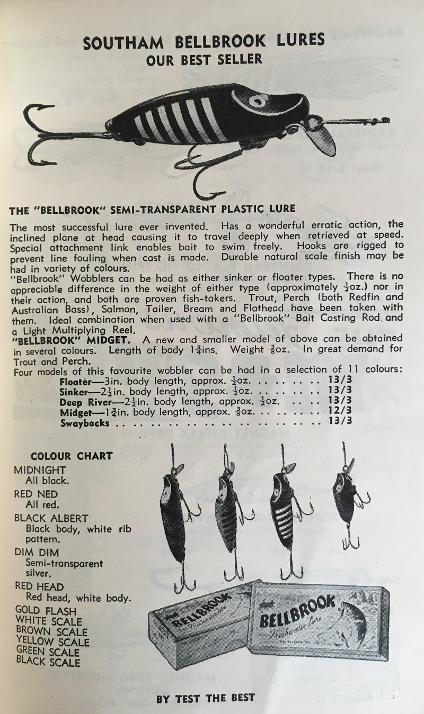 SOUTHAM BELLBROOK LURES
OUR BEST SELLER
THE "BELLBROOK" SEMI-TRANSPARENT PLASTIC LURE
The most successful lure ever invented. Has a wonderful erratic action, the
inclined plane at head causing it to travel deeply when retrieved at speed.
Special attachment link enables bait to swim freely. Hooks are rigged to
prevent line fouling when cast is made. Durable natural scale finish may be
had in variety of colours.
"Bellbrook" Wobblers can be had as either sinker or floater types. There is no
appreciable difference in the weight of either type (approximately ½oz.) nor in
their action, and both are proven fish-takers. Trout, Perch (both Redfin and
Australian Bass), Salmon, Tailer, Bream and Flathead have been taken with
them. Ideal combination when used with a "Bellbrook" Bait Casting Rod and
a Light Multiplying Reel.
"BELLBROOK" MIDGET. A new and smaller model of above can be obtained
in several colours. Length of body 1¾ins. Weight ⅜oz. In great demand for
Trout and Perch.
Four models of this favourite wobbler can be had in a selection of 11 colours:
Floater—3in. body length, approx. ½oz. . . . . . . . . 13/3
Sinker—2½in. body length, approx. ½oz. . . . . . . . 13/3
Deep River—2½in. body length, approx. ½oz. . . . . 13/3
Midget—1¾in. body length, approx. ⅜oz. . . . . . . 12/3
Swaybacks . . . . . . . . . . . . . . . . . . . . . . . . 13/3
COLOUR CHART
MIDNIGHT
All black.
RED NED
All red.
BLACK ALBERT
Black body, white rib
pattern.
DIM DIM
Semi-transparent
silver.
RED HEAD
Red head, white body.
GOLD FLASH
WHITE SCALE
BROWN SCALE
YELLOW SCALE
GREEN SCALE
BLACK SCALE
BELLBROOK
BELLBROOK
Freshwater Lure
BY TEST THE BEST